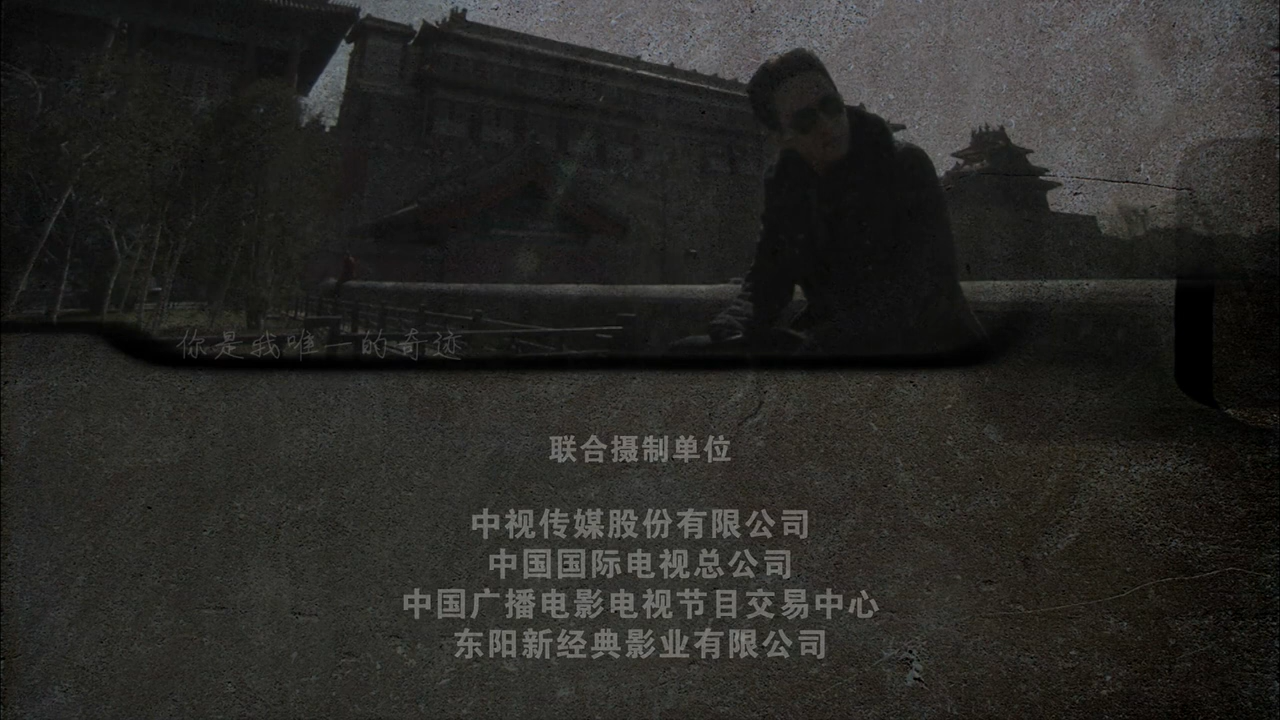 你是我唯一的奇迹
联合摄制单位
中视传媒股份有限公司
中国国际电视总公司
中国广播电影电视节目交易中心
东阳新经典影业有限公司